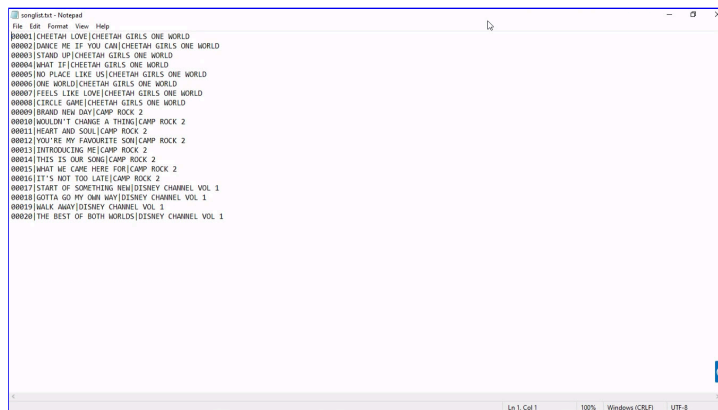 songlist.txt - Notepad
File Edit Format View Help
00001|CHEETAH LOVE|CHEETAH GIRLS ONE WORLD
00002|DANCE ME IF YOU CAN|CHEETAH GIRLS ONE WORLD
00003|STAND UP|CHEETAH GIRLS ONE WORLD
00004|WHAT IF|CHEETAH GIRLS ONE WORLD
00005|NO PLACE LIKE US|CHEETAH GIRLS ONE WORLD
00006|ONE WORLD|CHEETAH GIRLS ONE WORLD
00007|FEELS LIKE LOVE|CHEETAH GIRLS ONE WORLD
00008|CIRCLE GAME|CHEETAH GIRLS ONE WORLD
00009|BRAND NEW DAY|CAMP ROCK 2
00010|WOULDN'T CHANGE A THING|CAMP ROCK 2
00011|HEART AND SOUL|CAMP ROCK 2
00012|YOU'RE MY FAVOURITE SON|CAMP ROCK 2
00013|INTRODUCING ME|CAMP ROCK 2
00014|THIS IS OUR SONG|CAMP ROCK 2
00015|WHAT WE CAME HERE FOR|CAMP ROCK 2
00016|IT'S NOT TOO LATE|CAMP ROCK 2
00017|START OF SOMETHING NEW|DISNEY CHANNEL VOL 1
00018|GOTTA GO MY OWN WAY|DISNEY CHANNEL VOL 1
00019|WALK AWAY|DISNEY CHANNEL VOL 1
00020|THE BEST OF BOTH WORLDS|DISNEY CHANNEL VOL 1
Ln 1, Col 1 100% Windows (CRLF) UTF-8